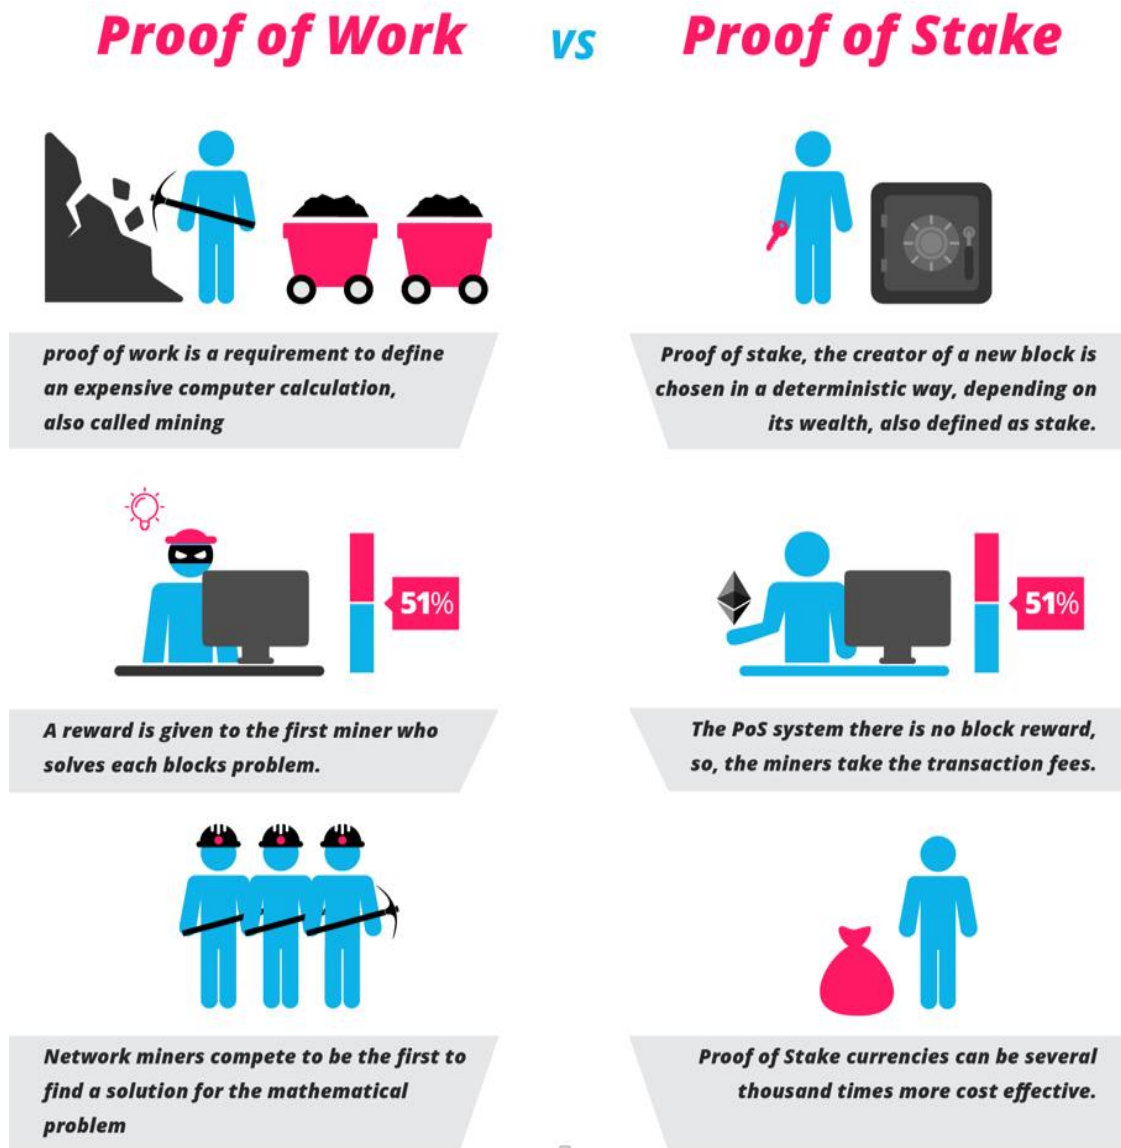 Proof of Work vs Proof of Stake
proof of work is a requirement to define
an expensive computer calculation,
also called mining
Proof of stake, the creator of a new block is
chosen in a deterministic way, depending on
its wealth, also defined as stake.
51%
51%
A reward is given to the first miner who
solves each blocks problem.
The PoS system there is no block reward,
so, the miners take the transaction fees.
Network miners compete to be the first to
find a solution for the mathematical
problem
Proof of Stake currencies can be several
thousand times more cost effective.